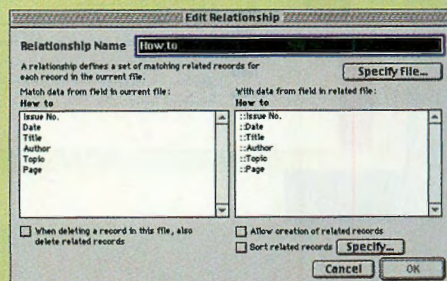 Edit Relationship
Relationship Name How to
A relationship defines a set of matching related records for
each record in the current file.
Specify File...
Match data from field in current file:
How to
Issue No.
Date
Title
Author
Topic
Page
With data from field in related file:
How to
::Issue No.
::Date
::Title
::Author
::Topic
::Page
When deleting a record in this file, also
delete related records
Allow creation of related records
Sort related records Specify...
Cancel OK